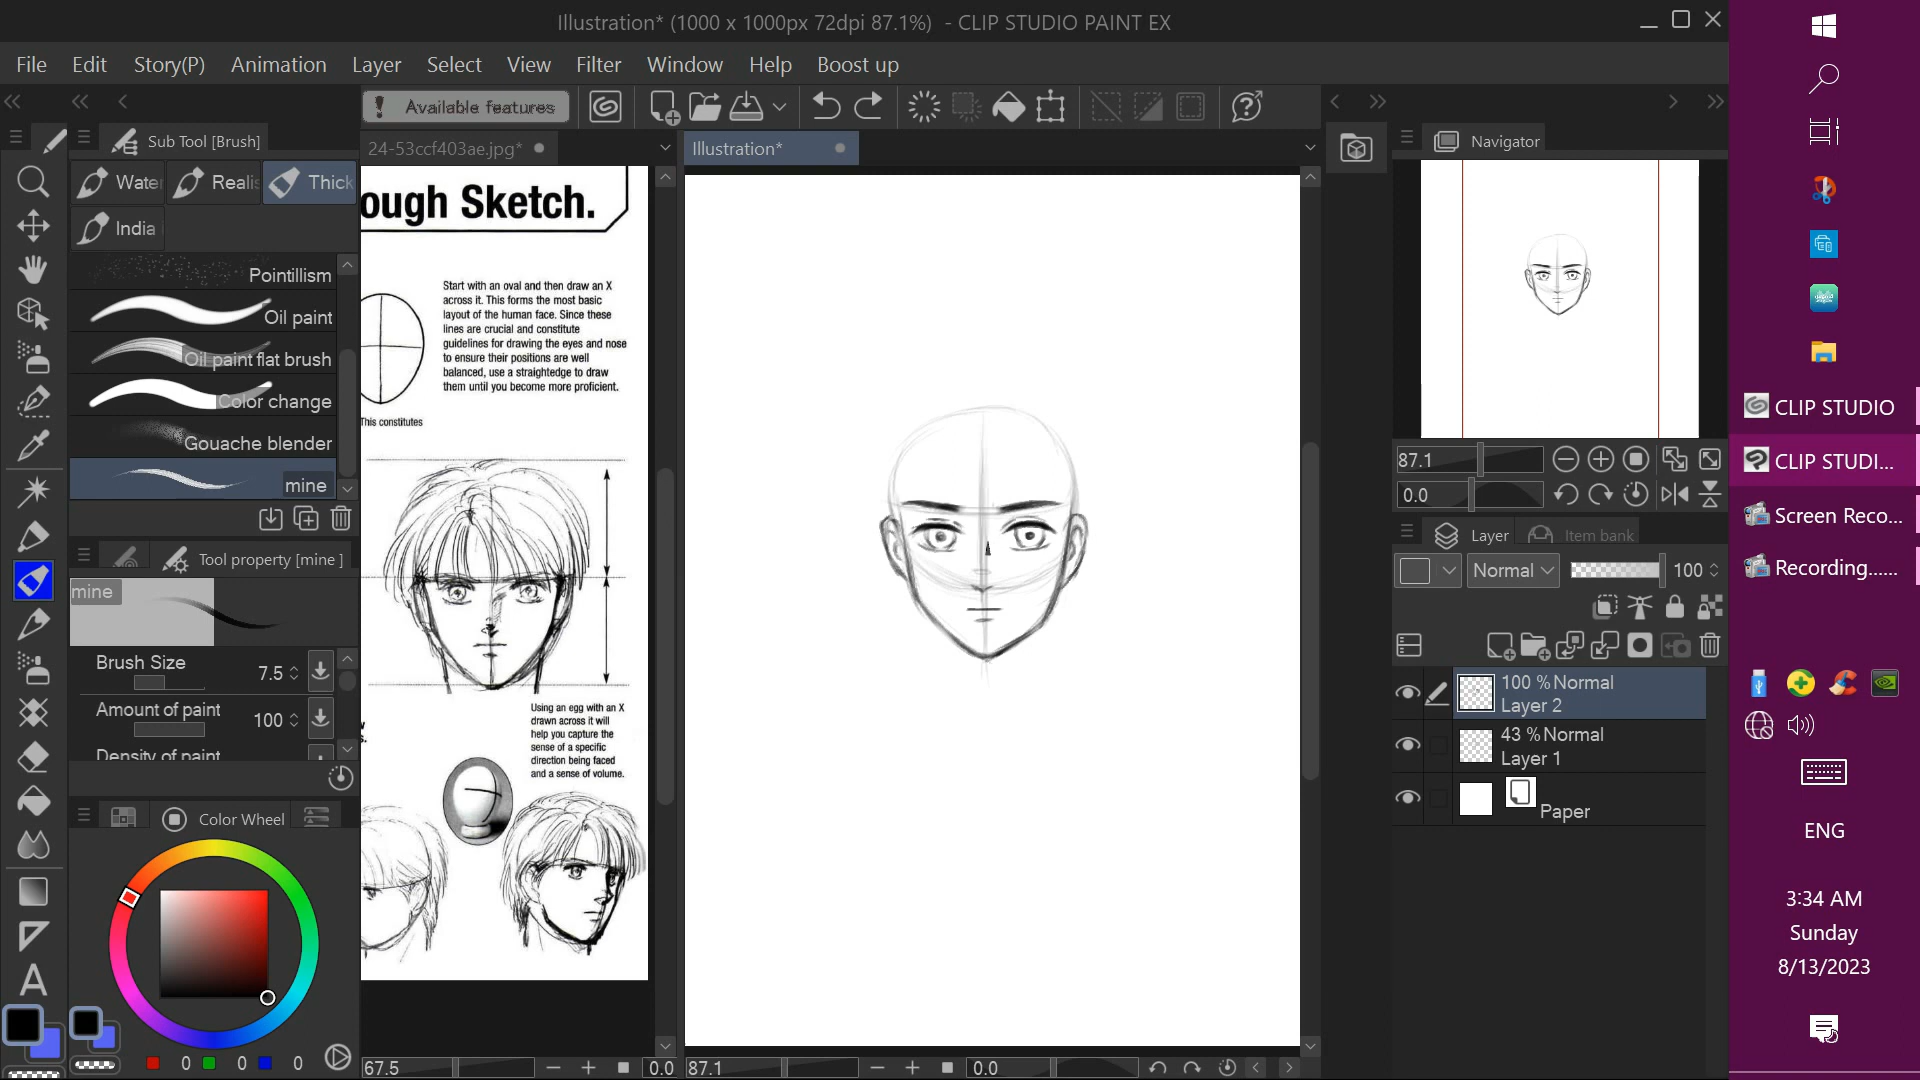 Illustration* (1000 x 1000px 72dpi 87.1%) - CLIP STUDIO PAINT EX
File Edit Story(P) Animation Layer Select View Filter Window Help Boost up
Available features
Sub Tool [Brush]
24-53ccf403ae.jpg*
Illustration*
Navigator
Thick
India
Pointillism
Oil paint
Oil paint flat brush
Color change
Gouache blender
mine
Tool property [mine ]
mine
Brush Size
7.5
Amount of paint
100
Density of paint
Color Wheel
0 0 0
ough Sketch.
Start with an oval and then draw an X
across it. This forms the most basic
layout of the human face. Since these
lines are crucial and constitute
guidelines for drawing the eyes and nose
to ensure their positions are well
balanced, use a straightedge to draw
them until you become more proficient.
This constitutes
Using an egg with an X
drawn across it will
help you capture the
sense of a specific
direction being faced
and a sense of volume.
67.5
0.0
87.1
0.0
87.1
0.0
Layer
Item bank
Normal
100
100 % Normal
Layer 2
43 % Normal
Layer 1
Paper
CLIP STUDIO
CLIP STUDI...
Screen Reco...
Recording......
ENG
3:34 AM
Sunday
8/13/2023
A